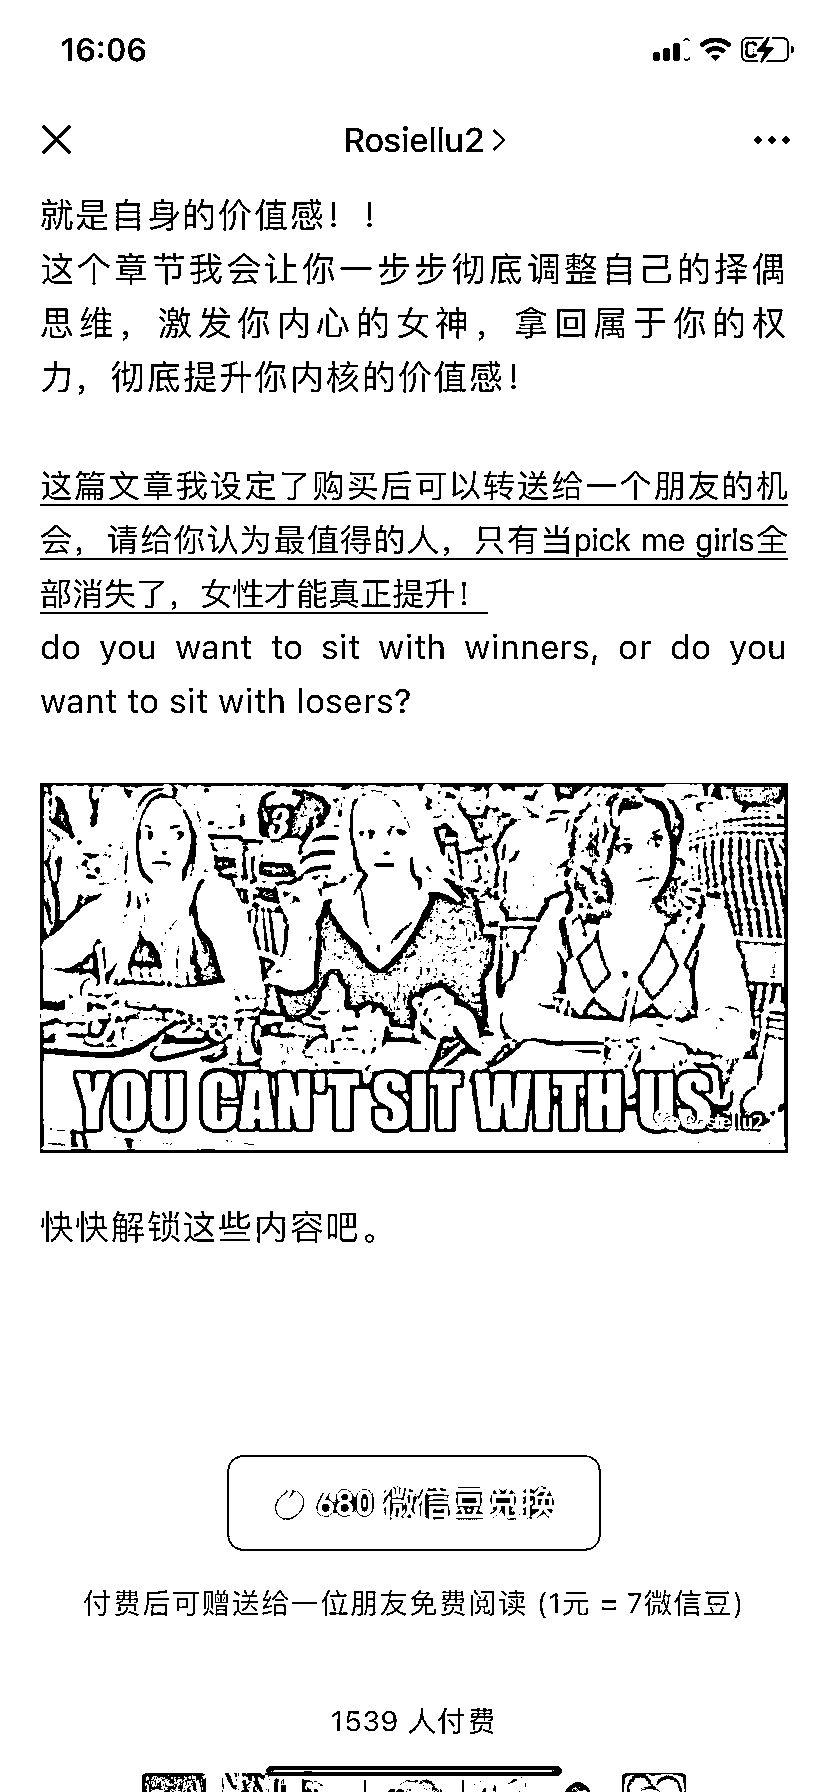 16:06
Rosiellu2
就是自身的价值感！！
这个章节我会让你一步步彻底调整自己的择偶
思维，激发你内心的女神，拿回属于你的权
力，彻底提升你内核的价值感！
这篇文章我设定了购买后可以转送给一个朋友的机
会，请给你认为最值得的人，只有当pick me girls全
部消失了，女性才能真正提升！
do you want to sit with winners, or do you
want to sit with losers?
3
YOU CAN'T SIT WITH US
Rosiellu2
快快解锁这些内容吧。
680 微信豆兑换
付费后可赠送给一位朋友免费阅读 (1元 = 7微信豆)
1539 人付费